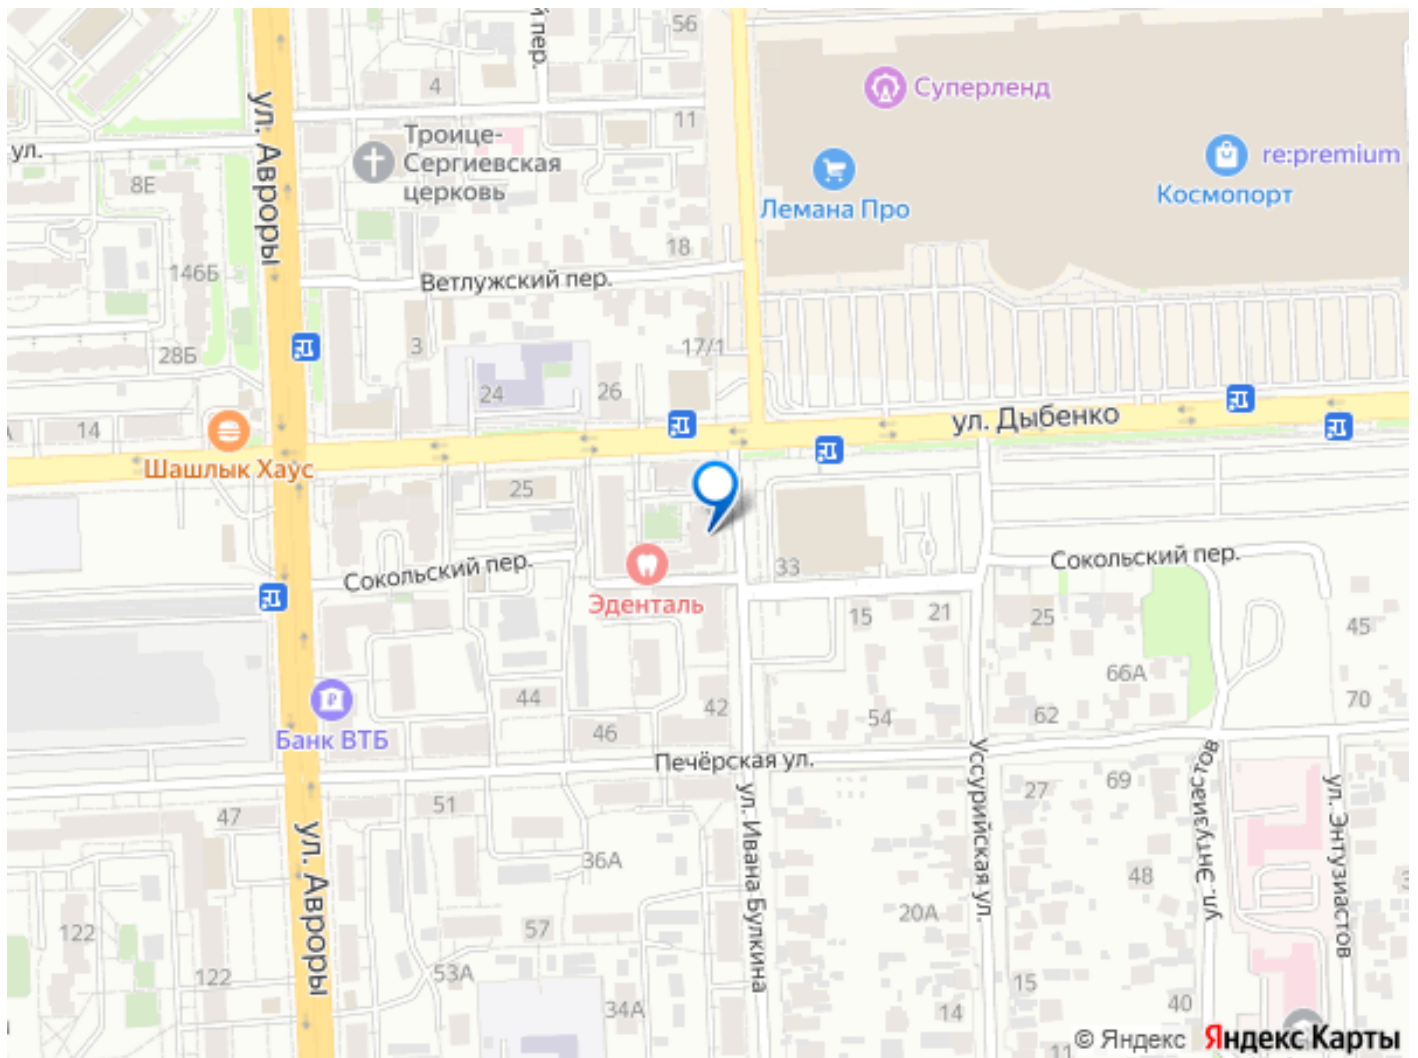 й пер.
56
4
11
ул. Авроры
ул.
Троице-
Сергиевская
церковь
8Е
18
146Б
Ветлужский пер.
Суперленд
re:premium
Космопорт
Лемана Про
28Б
3
17/1
24
26
14
ул. Дыбенко
Шашлык Хаус
25
Сокольский пер.
Эденталь
33
Сокольский пер.
15
21
25
45
66А
44
42
54
62
70
Банк ВТБ
46
Печёрская ул.
47
51
ул. Авроры
36А
ул. Ивана Булкина
Уссурийская ул.
27
69
ул. Энтузиастов
ул. Энтузиастов
48
3
20А
122
57
122
53А
34А
15
14
40
© Яндекс
Яндекс Карты